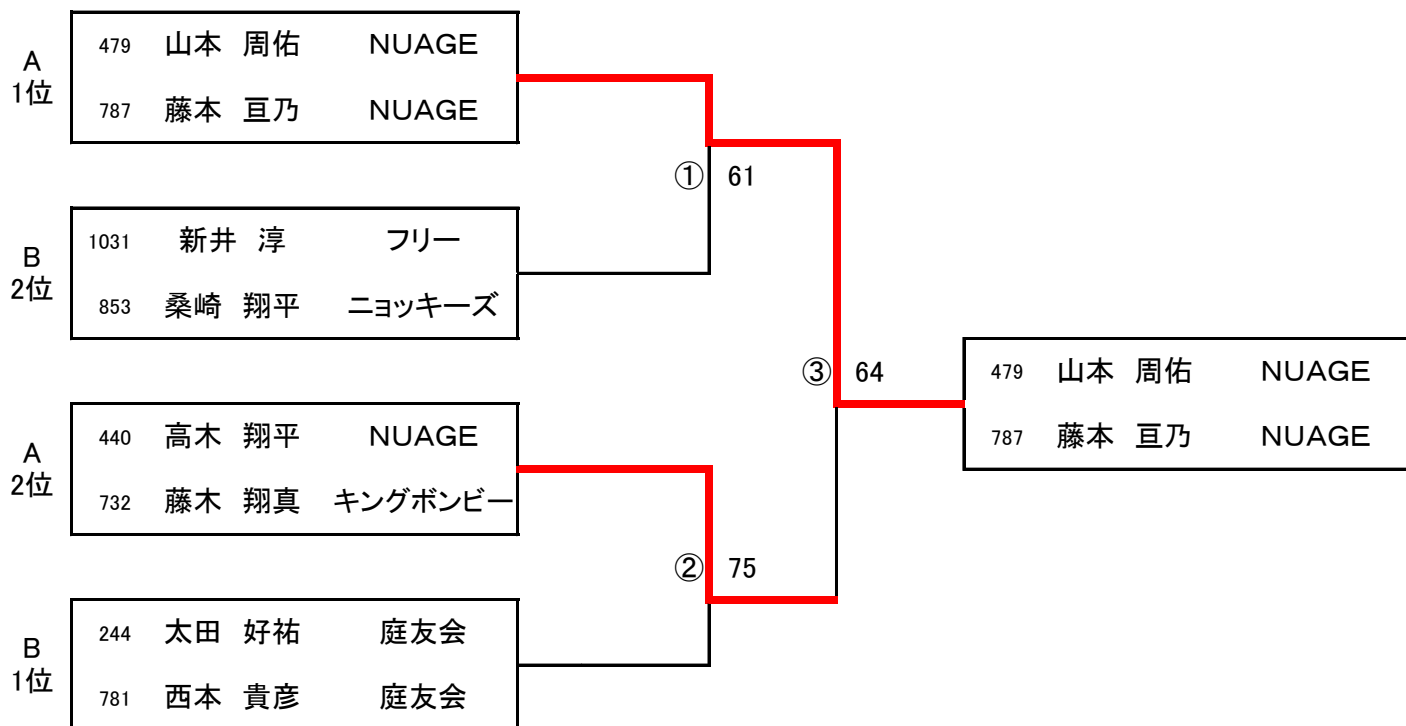 A
1位
479 山本 周佑 NUAGE
787 藤本 亘乃 NUAGE
① 61
B
2位
1031 新井 淳 フリー
853 桑崎 翔平 ニョッキーズ
③ 64
479 山本 周佑 NUAGE
787 藤本 亘乃 NUAGE
A
2位
440 高木 翔平 NUAGE
732 藤木 翔真 キングボンビー
② 75
B
1位
244 太田 好祐 庭友会
781 西本 貴彦 庭友会